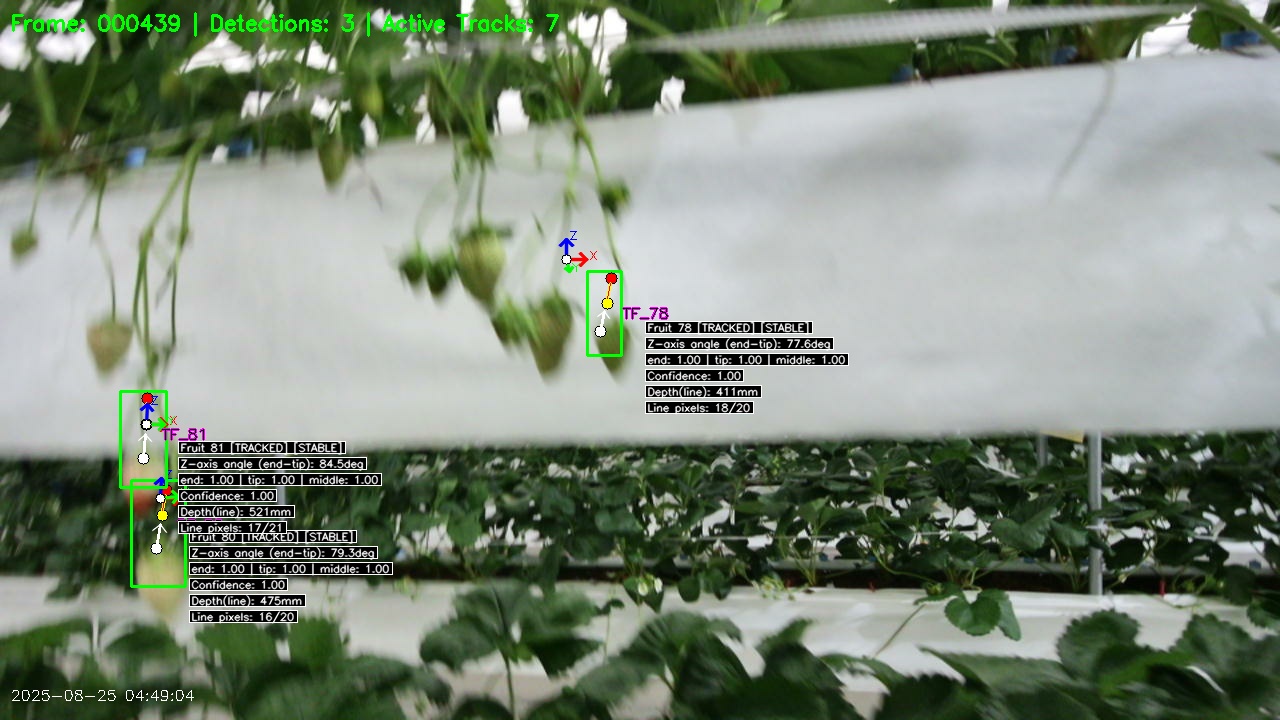 Frame: 000439 | Detections: 3 | Active Tracks: 7
Z
X
TF_78
Fruit 78 [TRACKED] [STABLE]
Z-axis angle (end-tip): 77.6deg
end: 1.00 | tip: 1.00 | middle: 1.00
Confidence: 1.00
Depth(line): 411mm
Line pixels: 18/20
Z
X
TF_81
Fruit 81 [TRACKED] [STABLE]
Z-axis angle (end-tip): 84.5deg
end: 1.00 | tip: 1.00 | middle: 1.00
Confidence: 1.00
Depth(line): 521mm
Line pixels: 17/21
Fruit 80 [TRACKED] [STABLE]
Z-axis angle (end-tip): 79.3deg
end: 1.00 | tip: 1.00 | middle: 1.00
Confidence: 1.00
Depth(line): 475mm
Line pixels: 16/20
2025-08-25 04:49:04